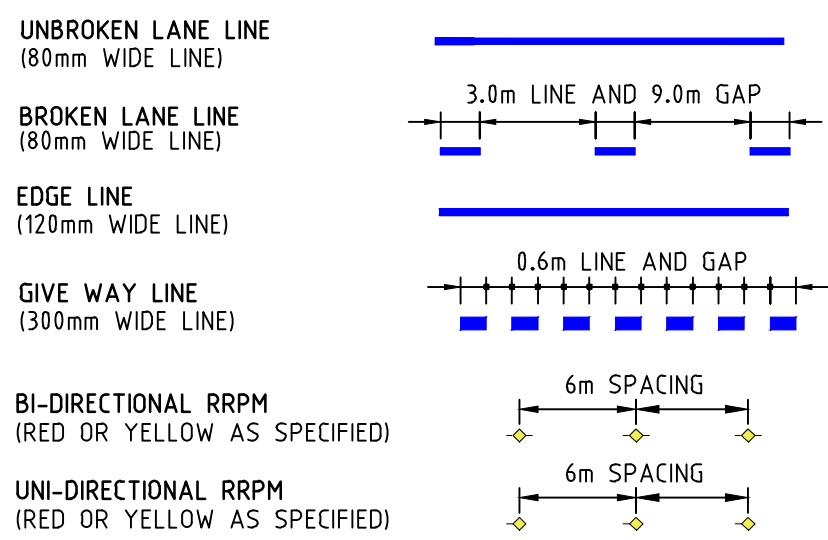 UNBROKEN LANE LINE
(80mm WIDE LINE)
3.0m LINE AND 9.0m GAP
BROKEN LANE LINE
(80mm WIDE LINE)
EDGE LINE
(120mm WIDE LINE)
0.6m LINE AND GAP
GIVE WAY LINE
(300mm WIDE LINE)
6m SPACING
BI-DIRECTIONAL RRPM
(RED OR YELLOW AS SPECIFIED)
6m SPACING
UNI-DIRECTIONAL RRPM
(RED OR YELLOW AS SPECIFIED)